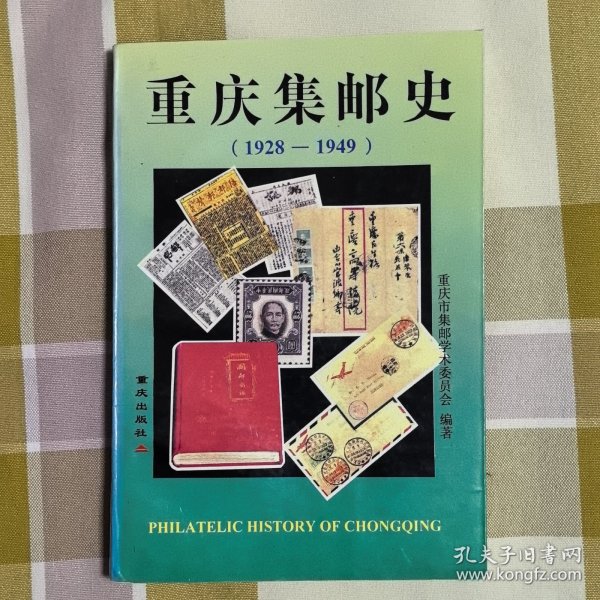 重庆集邮史
（1928 — 1949）
重庆市集邮学术委员会 编著
重庆出版社
PHILATELIC HISTORY OF CHONGQING
孔夫子旧书网
www.kongfz.com